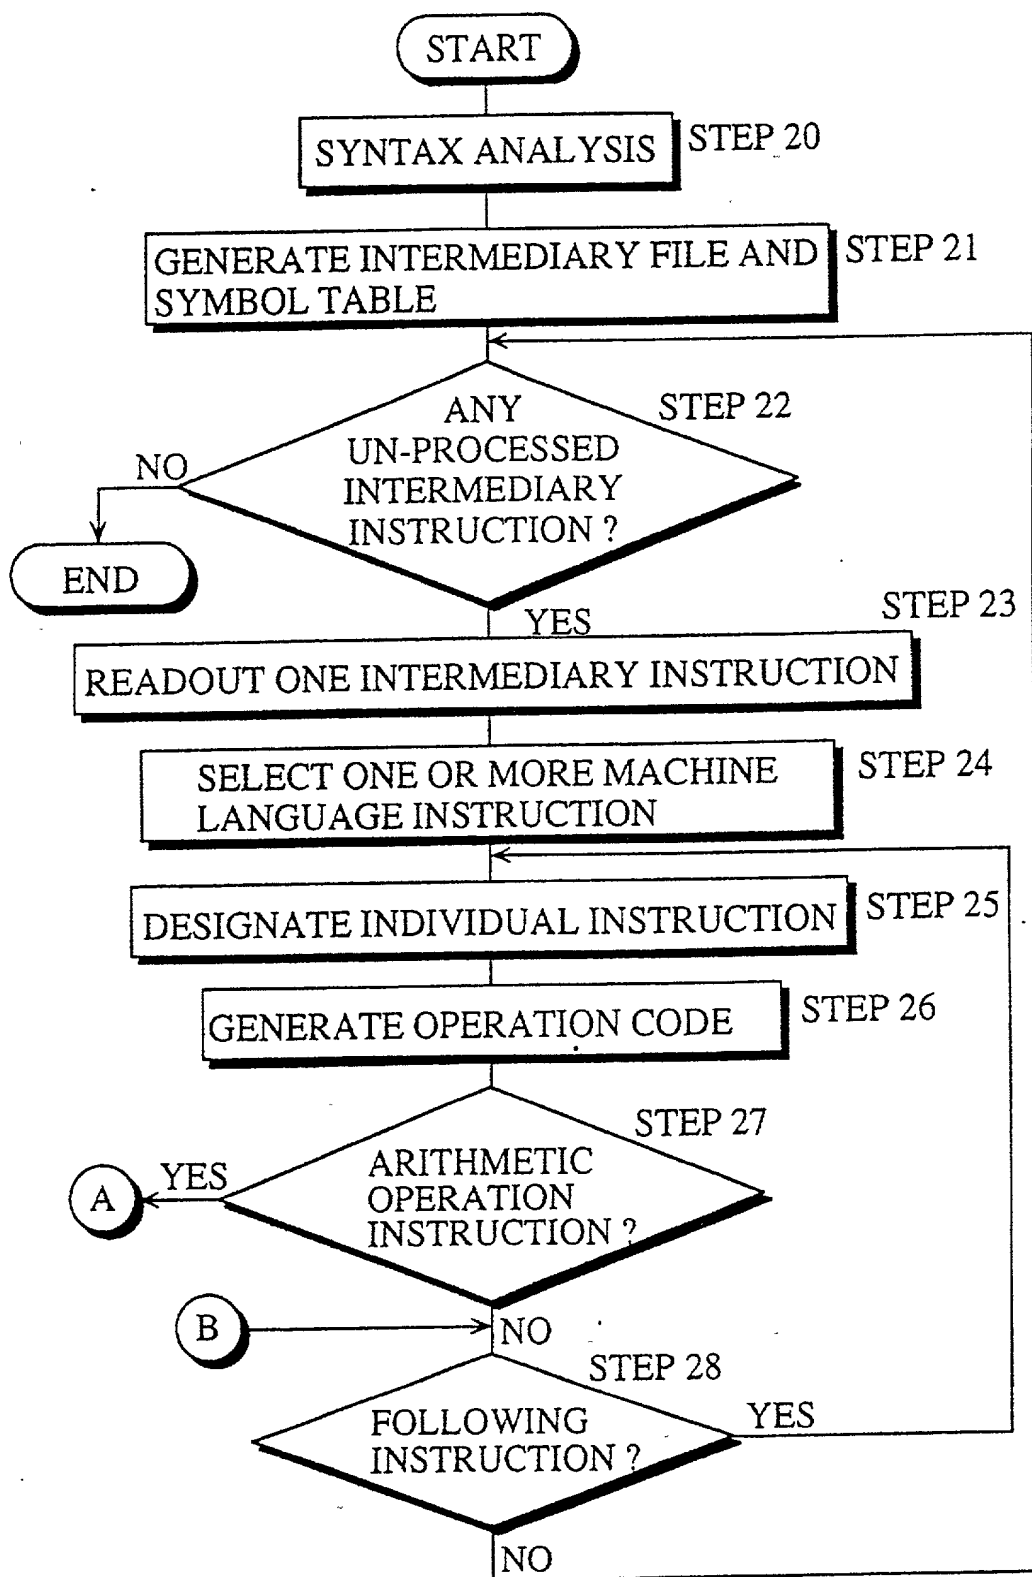 START
SYNTAX ANALYSIS
STEP 20
GENERATE INTERMEDIARY FILE AND
SYMBOL TABLE
STEP 21
ANY
UN-PROCESSED
INTERMEDIARY
INSTRUCTION ?
STEP 22
NO
END
YES
STEP 23
READOUT ONE INTERMEDIARY INSTRUCTION
SELECT ONE OR MORE MACHINE
LANGUAGE INSTRUCTION
STEP 24
DESIGNATE INDIVIDUAL INSTRUCTION
STEP 25
GENERATE OPERATION CODE
STEP 26
STEP 27
ARITHMETIC
OPERATION
INSTRUCTION ?
YES
A
B
NO
STEP 28
FOLLOWING
INSTRUCTION ?
YES
NO